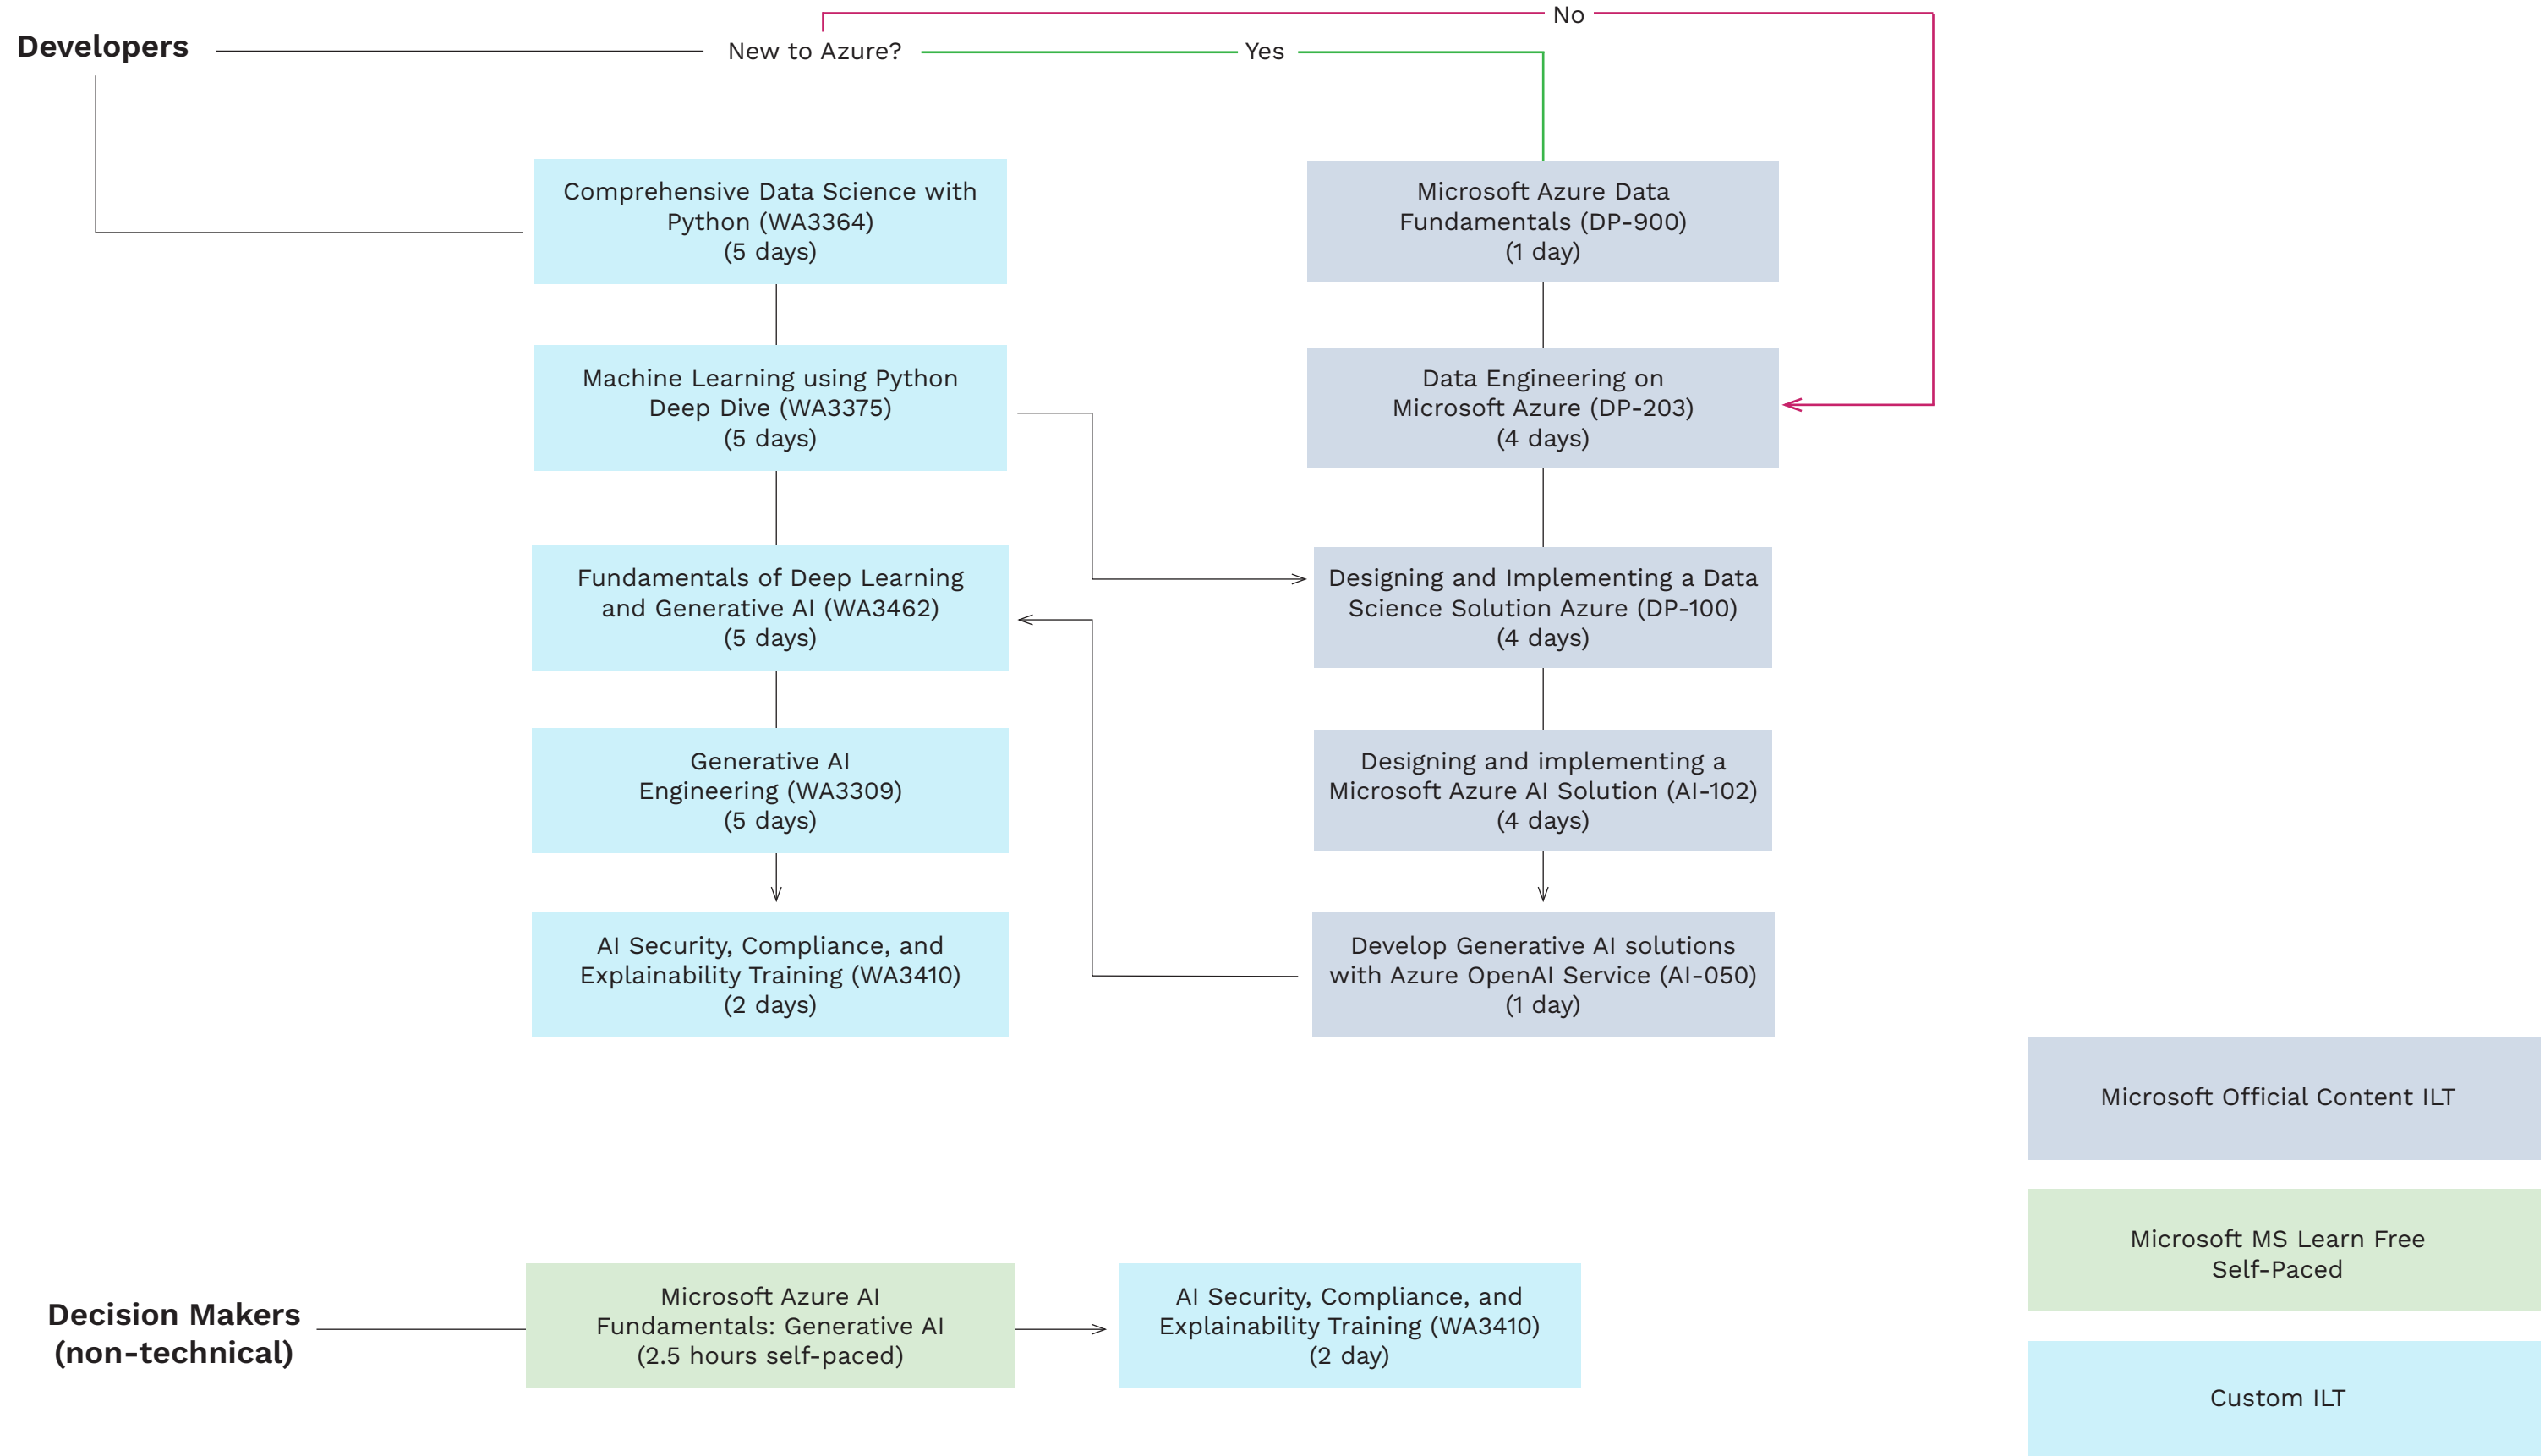 No
Developers
New to Azure?
Yes
Comprehensive Data Science with
Python (WA3364)
(5 days)
Microsoft Azure Data
Fundamentals (DP-900)
(1 day)
Machine Learning using Python
Deep Dive (WA3375)
(5 days)
Data Engineering on
Microsoft Azure (DP-203)
(4 days)
Fundamentals of Deep Learning
and Generative AI (WA3462)
(5 days)
Designing and Implementing a Data
Science Solution Azure (DP-100)
(4 days)
Generative AI
Engineering (WA3309)
(5 days)
Designing and implementing a
Microsoft Azure AI Solution (AI-102)
(4 days)
AI Security, Compliance, and
Explainability Training (WA3410)
(2 days)
Develop Generative AI solutions
with Azure OpenAI Service (AI-050)
(1 day)
Microsoft Official Content ILT
Microsoft MS Learn Free
Self-Paced
Custom ILT
Decision Makers
(non-technical)
Microsoft Azure AI
Fundamentals: Generative AI
(2.5 hours self-paced)
AI Security, Compliance, and
Explainability Training (WA3410)
(2 day)